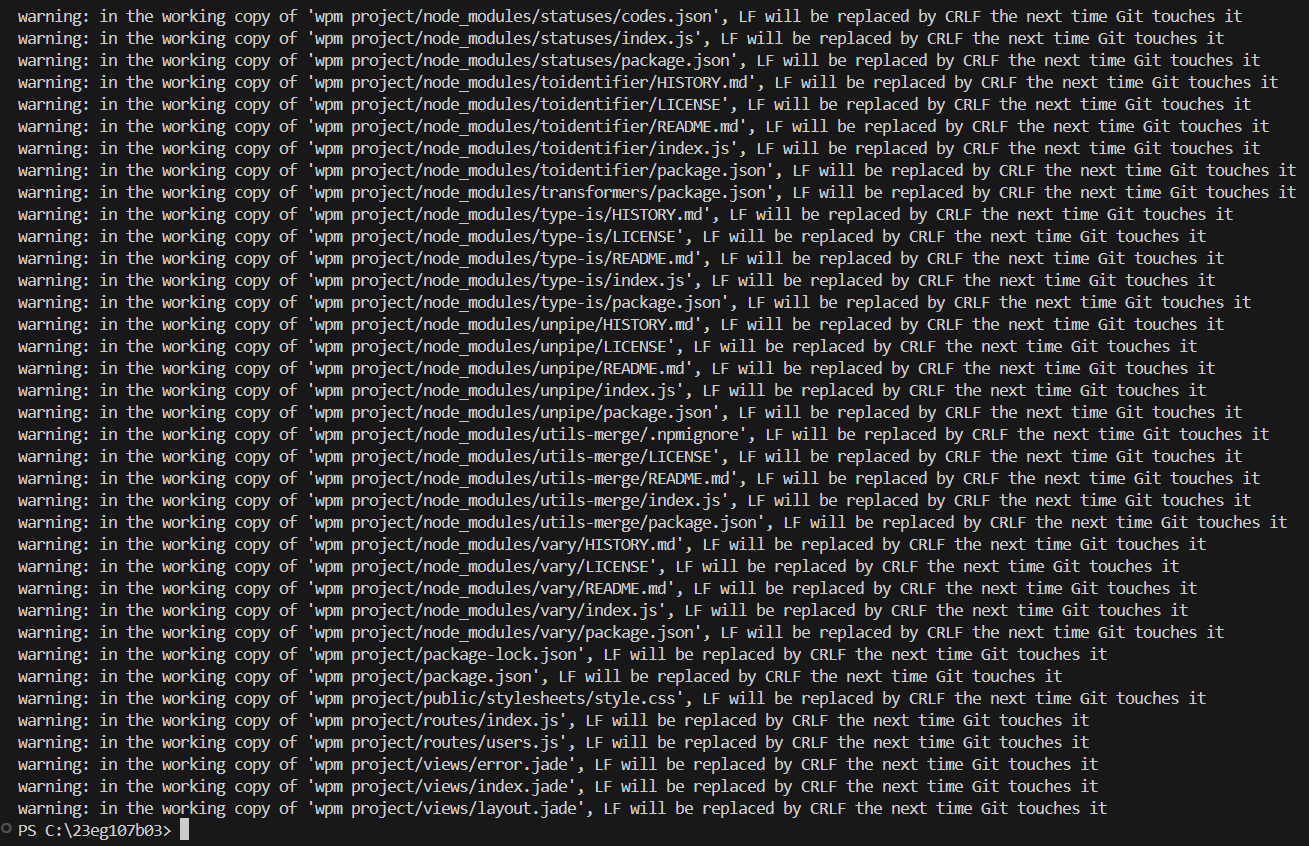 warning: in the working copy of 'wpm project/node_modules/statuses/codes.json', LF will be replaced by CRLF the next time Git touches it
warning: in the working copy of 'wpm project/node_modules/statuses/index.js', LF will be replaced by CRLF the next time Git touches it
warning: in the working copy of 'wpm project/node_modules/statuses/package.json', LF will be replaced by CRLF the next time Git touches it
warning: in the working copy of 'wpm project/node_modules/toidentifier/HISTORY.md', LF will be replaced by CRLF the next time Git touches it
warning: in the working copy of 'wpm project/node_modules/toidentifier/LICENSE', LF will be replaced by CRLF the next time Git touches it
warning: in the working copy of 'wpm project/node_modules/toidentifier/README.md', LF will be replaced by CRLF the next time Git touches it
warning: in the working copy of 'wpm project/node_modules/toidentifier/index.js', LF will be replaced by CRLF the next time Git touches it
warning: in the working copy of 'wpm project/node_modules/toidentifier/package.json', LF will be replaced by CRLF the next time Git touches it
warning: in the working copy of 'wpm project/node_modules/transformers/package.json', LF will be replaced by CRLF the next time Git touches it
warning: in the working copy of 'wpm project/node_modules/type-is/HISTORY.md', LF will be replaced by CRLF the next time Git touches it
warning: in the working copy of 'wpm project/node_modules/type-is/LICENSE', LF will be replaced by CRLF the next time Git touches it
warning: in the working copy of 'wpm project/node_modules/type-is/README.md', LF will be replaced by CRLF the next time Git touches it
warning: in the working copy of 'wpm project/node_modules/type-is/index.js', LF will be replaced by CRLF the next time Git touches it
warning: in the working copy of 'wpm project/node_modules/type-is/package.json', LF will be replaced by CRLF the next time Git touches it
warning: in the working copy of 'wpm project/node_modules/unpipe/HISTORY.md', LF will be replaced by CRLF the next time Git touches it
warning: in the working copy of 'wpm project/node_modules/unpipe/LICENSE', LF will be replaced by CRLF the next time Git touches it
warning: in the working copy of 'wpm project/node_modules/unpipe/README.md', LF will be replaced by CRLF the next time Git touches it
warning: in the working copy of 'wpm project/node_modules/unpipe/index.js', LF will be replaced by CRLF the next time Git touches it
warning: in the working copy of 'wpm project/node_modules/unpipe/package.json', LF will be replaced by CRLF the next time Git touches it
warning: in the working copy of 'wpm project/node_modules/utils-merge/.npmignore', LF will be replaced by CRLF the next time Git touches it
warning: in the working copy of 'wpm project/node_modules/utils-merge/LICENSE', LF will be replaced by CRLF the next time Git touches it
warning: in the working copy of 'wpm project/node_modules/utils-merge/README.md', LF will be replaced by CRLF the next time Git touches it
warning: in the working copy of 'wpm project/node_modules/utils-merge/index.js', LF will be replaced by CRLF the next time Git touches it
warning: in the working copy of 'wpm project/node_modules/utils-merge/package.json', LF will be replaced by CRLF the next time Git touches it
warning: in the working copy of 'wpm project/node_modules/vary/HISTORY.md', LF will be replaced by CRLF the next time Git touches it
warning: in the working copy of 'wpm project/node_modules/vary/LICENSE', LF will be replaced by CRLF the next time Git touches it
warning: in the working copy of 'wpm project/node_modules/vary/README.md', LF will be replaced by CRLF the next time Git touches it
warning: in the working copy of 'wpm project/node_modules/vary/index.js', LF will be replaced by CRLF the next time Git touches it
warning: in the working copy of 'wpm project/node_modules/vary/package.json', LF will be replaced by CRLF the next time Git touches it
warning: in the working copy of 'wpm project/package-lock.json', LF will be replaced by CRLF the next time Git touches it
warning: in the working copy of 'wpm project/package.json', LF will be replaced by CRLF the next time Git touches it
warning: in the working copy of 'wpm project/public/stylesheets/style.css', LF will be replaced by CRLF the next time Git touches it
warning: in the working copy of 'wpm project/routes/index.js', LF will be replaced by CRLF the next time Git touches it
warning: in the working copy of 'wpm project/routes/users.js', LF will be replaced by CRLF the next time Git touches it
warning: in the working copy of 'wpm project/views/error.jade', LF will be replaced by CRLF the next time Git touches it
warning: in the working copy of 'wpm project/views/index.jade', LF will be replaced by CRLF the next time Git touches it
warning: in the working copy of 'wpm project/views/layout.jade', LF will be replaced by CRLF the next time Git touches it
PS C:\23eg107b03>